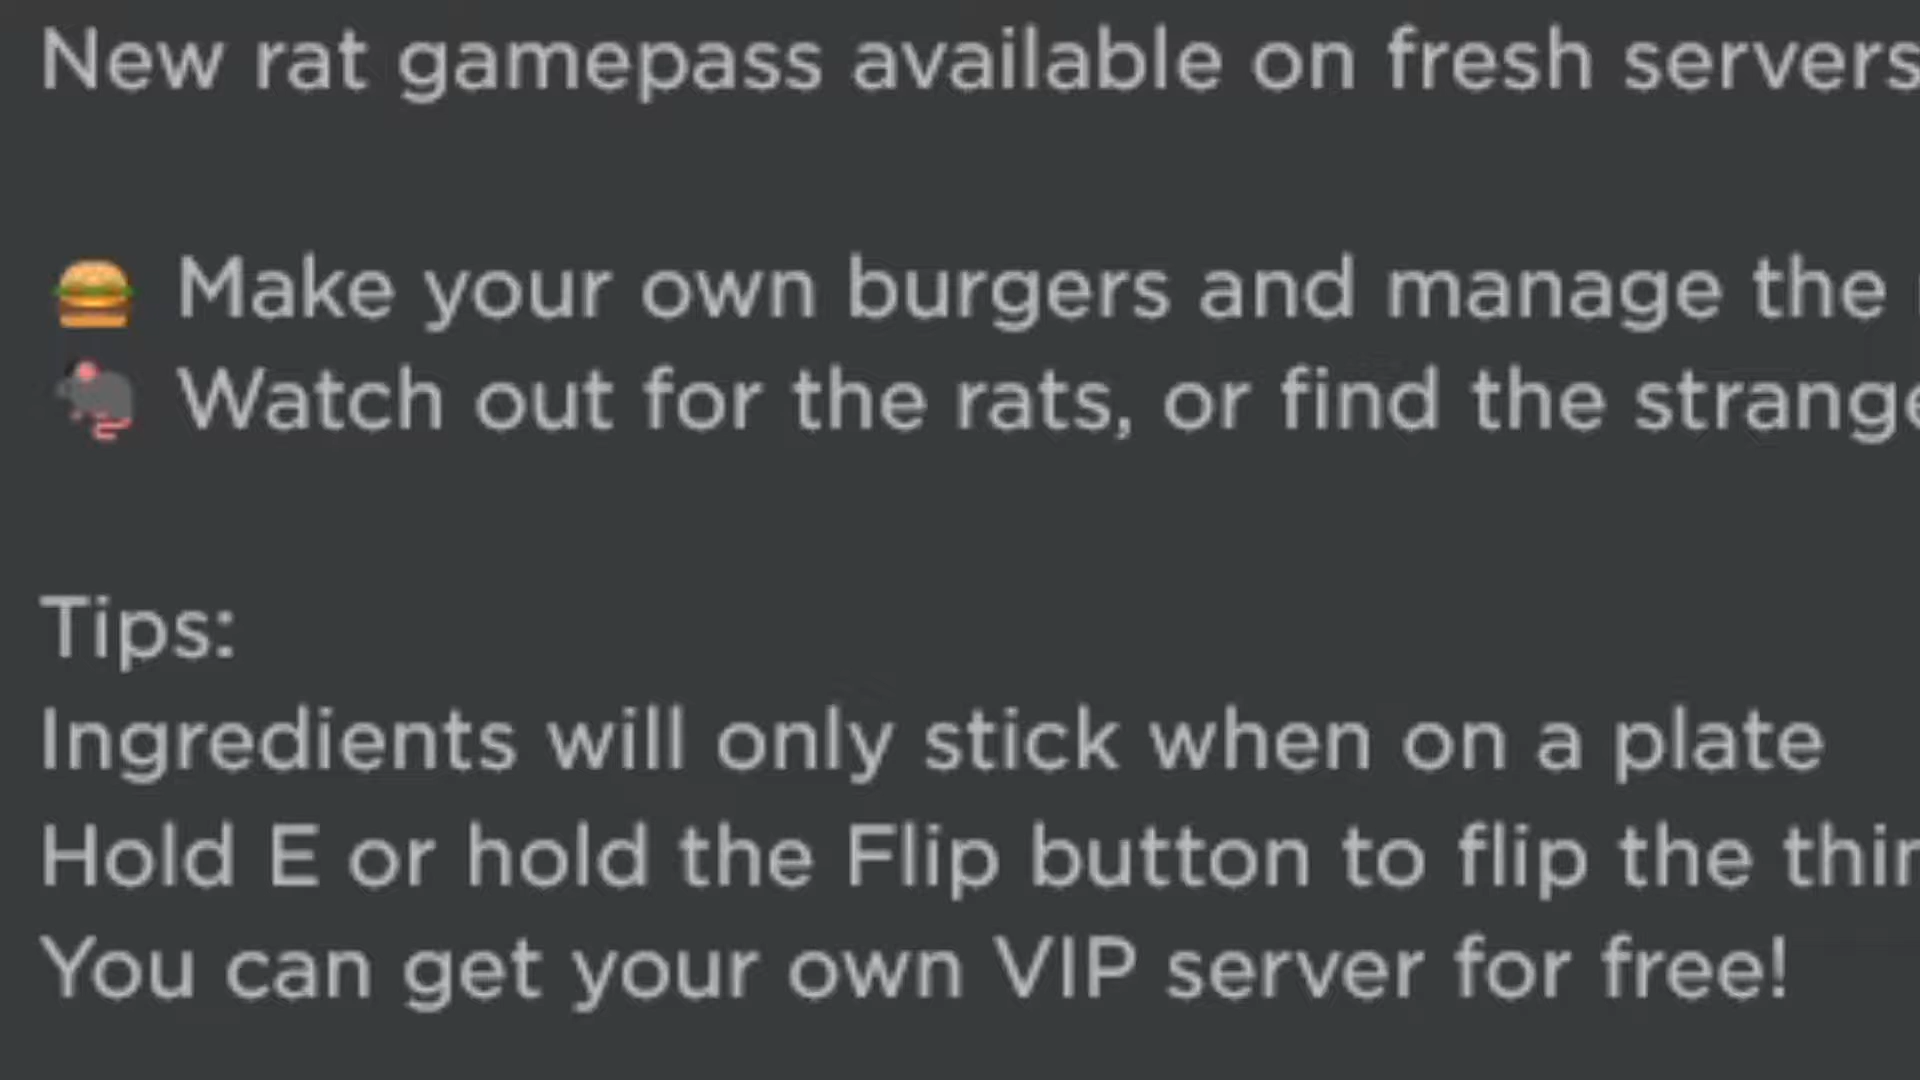 New rat gamepass available on fresh servers
🍔 Make your own burgers and manage the
🐀 Watch out for the rats, or find the strange
Tips:
Ingredients will only stick when on a plate
Hold E or hold the Flip button to flip the
You can get your own VIP server for free!